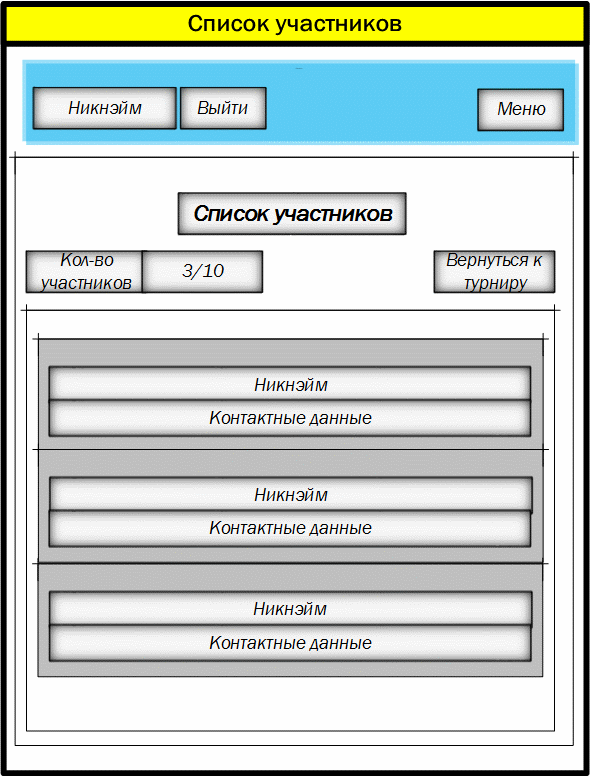 Список участников
Никнэйм
Выйти
Меню
Список участников
Кол-во
участников
3/10
Вернуться к
турниру
Никнэйм
Контактные данные
Никнэйм
Контактные данные
Никнэйм
Контактные данные